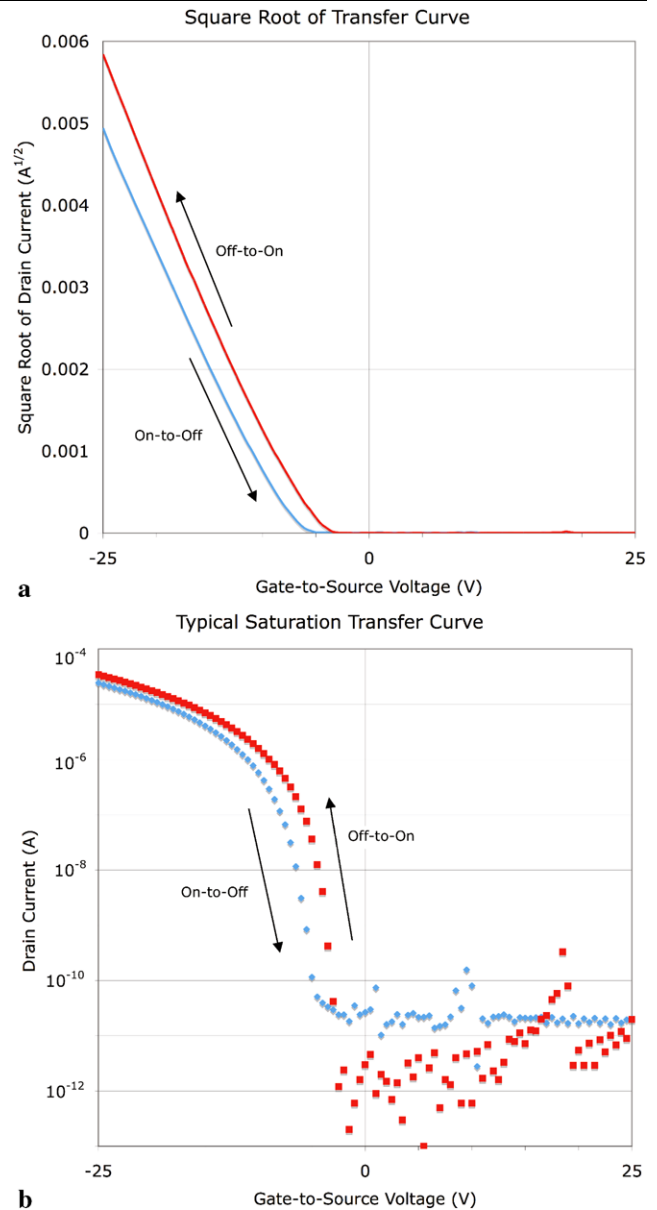 Square Root of Transfer Curve
0.006
0.005
0.004
0.003
0.002
0.001
0
Square Root of Drain Current (A^1/2)
Off-to-On
On-to-Off
-25
0
25
Gate-to-Source Voltage (V)
a
Typical Saturation Transfer Curve
10^-4
10^-6
10^-8
10^-10
10^-12
Drain Current (A)
Off-to-On
On-to-Off
-25
0
25
Gate-to-Source Voltage (V)
b